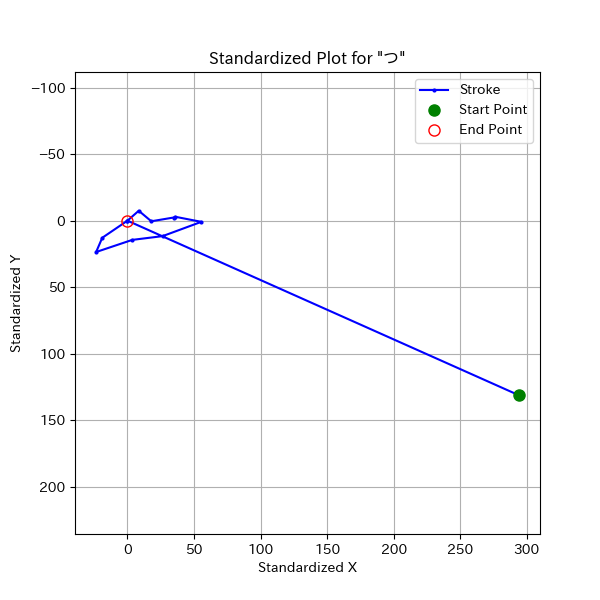 Standardized Plot for "つ"
Stroke
Start Point
End Point
−100
−50
0
50
100
150
200
Standardized Y
0 50 100 150 200 250 300
Standardized X